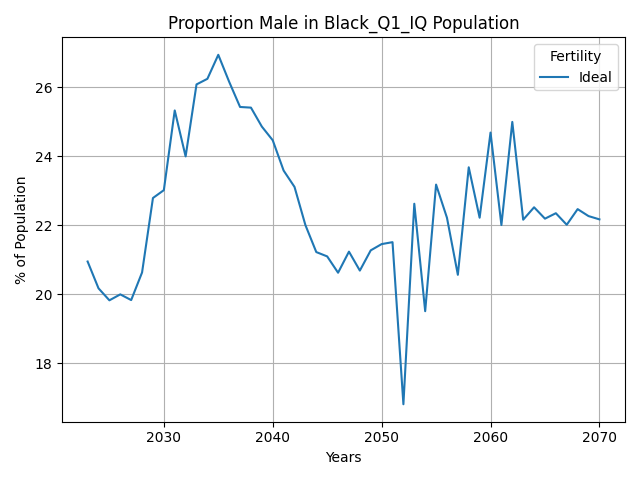 Proportion Male in Black_Q1_IQ Population
Fertility
Ideal
26
24
22
20
18
% of Population
2030 2040 2050 2060 2070
Years